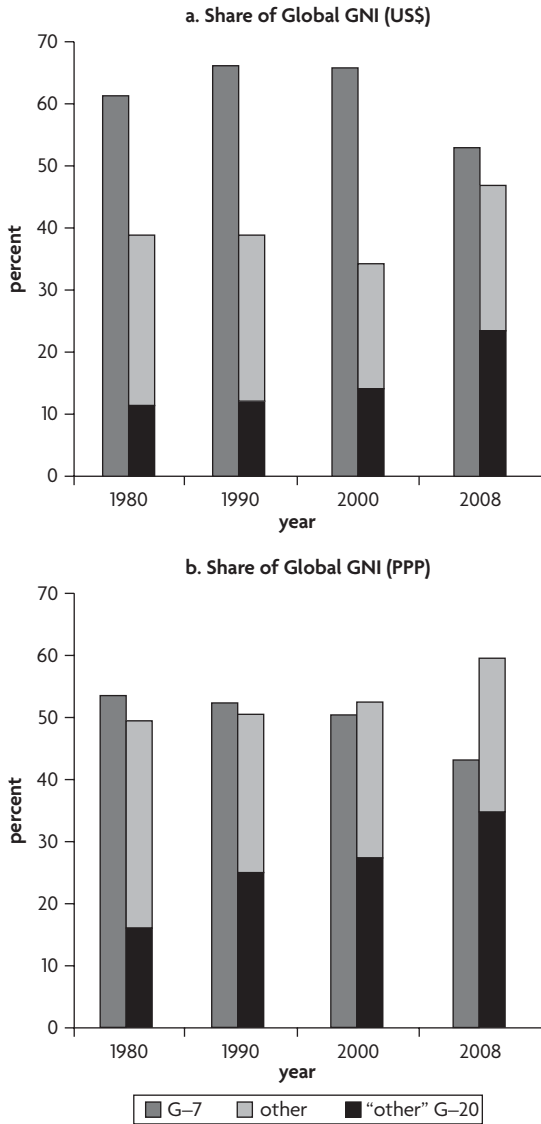 a. Share of Global GNI (US$)
70
60
50
40
30
20
10
0
percent
1980 1990 2000 2008
year
b. Share of Global GNI (PPP)
70
60
50
40
30
20
10
0
percent
1980 1990 2000 2008
year
G–7 other “other” G–20